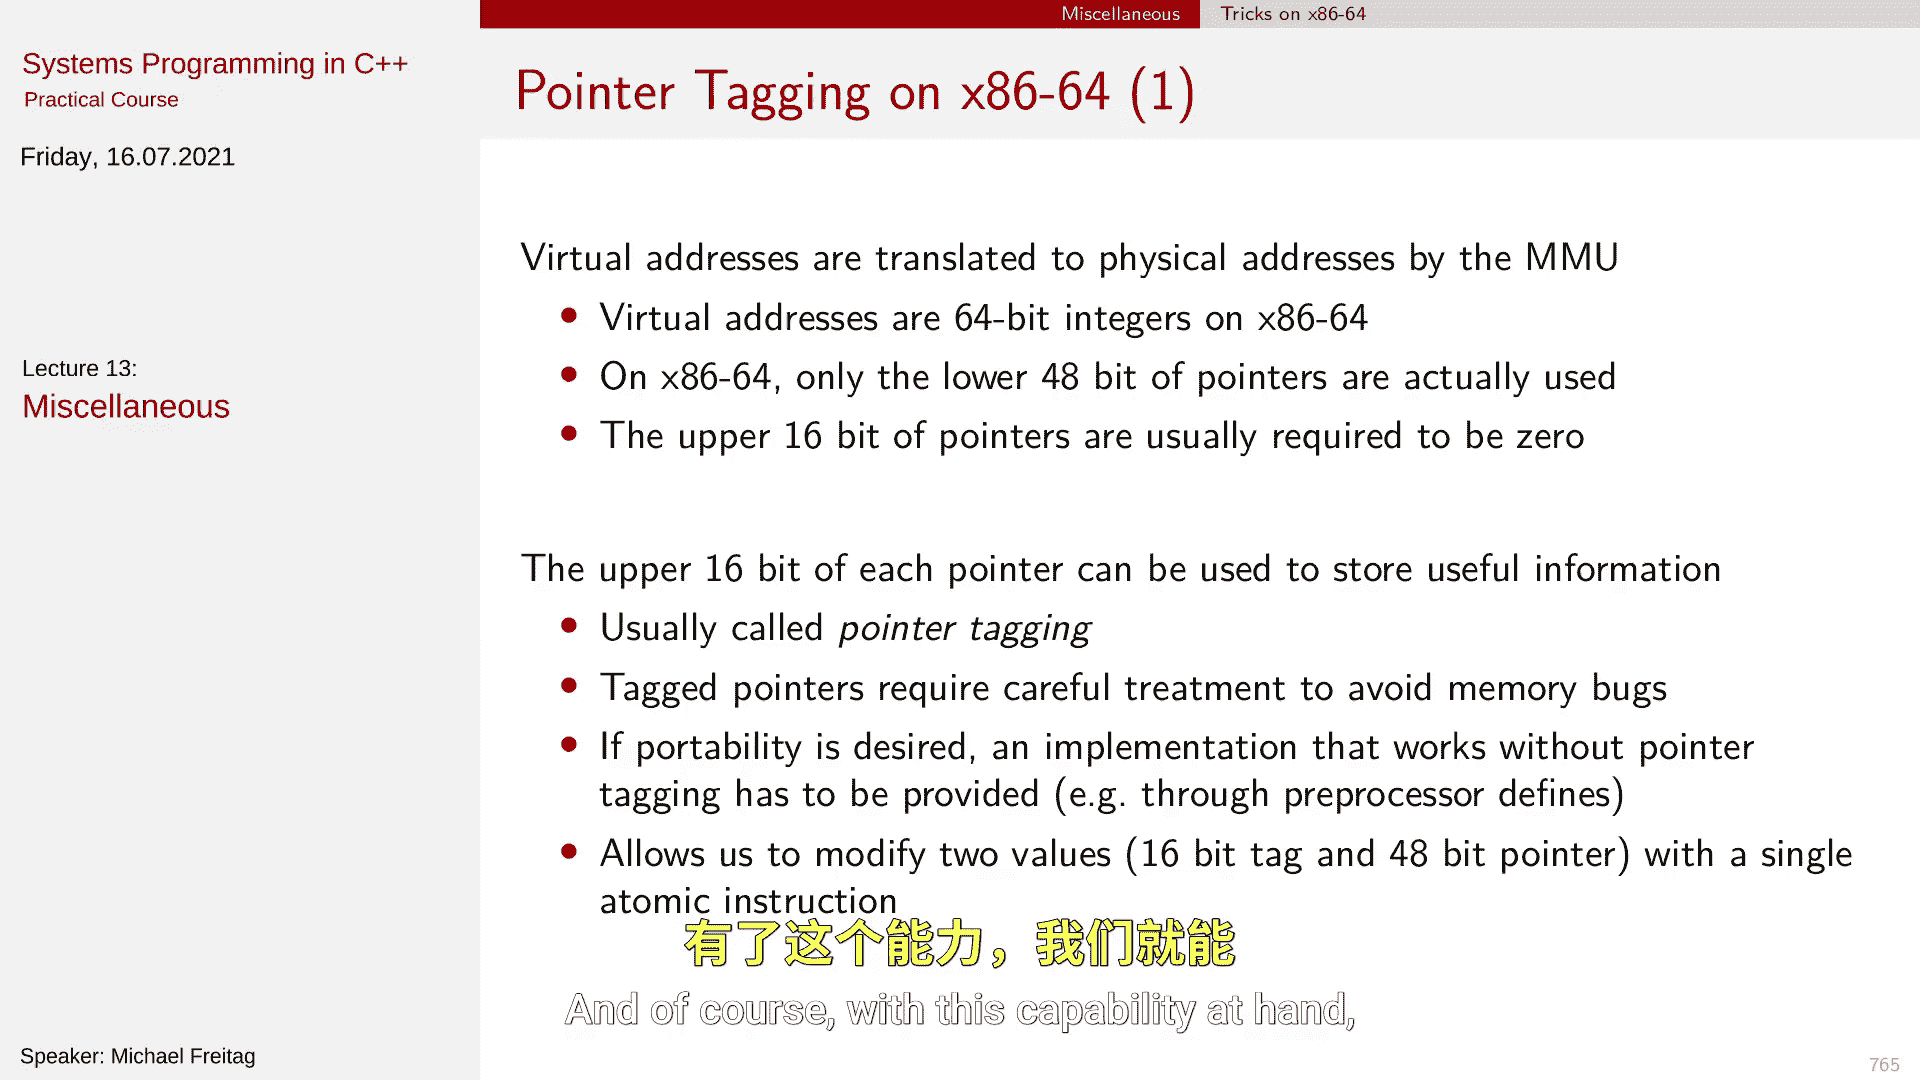 Miscellaneous
Tricks on x86-64
Systems Programming in C++
Practical Course
Friday, 16.07.2021
Lecture 13:
Miscellaneous
Pointer Tagging on x86-64 (1)
Virtual addresses are translated to physical addresses by the MMU
• Virtual addresses are 64-bit integers on x86-64
• On x86-64, only the lower 48 bit of pointers are actually used
• The upper 16 bit of pointers are usually required to be zero
The upper 16 bit of each pointer can be used to store useful information
• Usually called pointer tagging
• Tagged pointers require careful treatment to avoid memory bugs
• If portability is desired, an implementation that works without pointer
tagging has to be provided (e.g. through preprocessor defines)
• Allows us to modify two values (16 bit tag and 48 bit pointer) with a single
atomic instruction
有了这个能力，我们就能
And of course, with this capability at hand,
Speaker: Michael Freitag
765